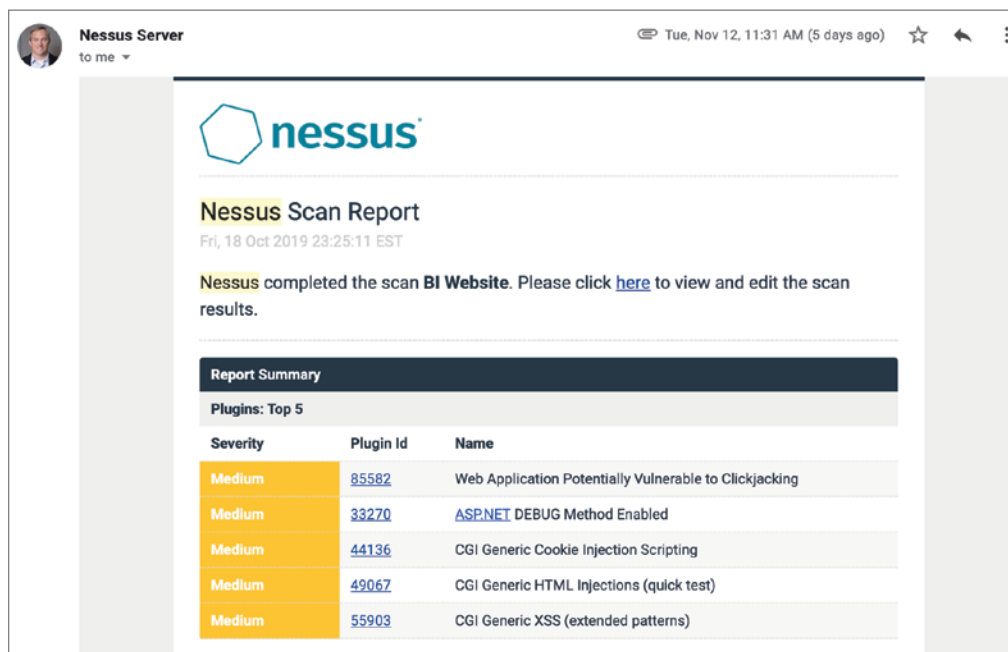 Nessus Server
Tue, Nov 12, 11:31 AM (5 days ago)
to me
nessus
Nessus Scan Report
Fri, 18 Oct 2019 23:25:11 EST
Nessus completed the scan BI Website. Please click here to view and edit the scan
results.
Report Summary
Plugins: Top 5
Severity Plugin Id Name
Medium 85582 Web Application Potentially Vulnerable to Clickjacking
Medium 33270 ASP.NET DEBUG Method Enabled
Medium 44136 CGI Generic Cookie Injection Scripting
Medium 49067 CGI Generic HTML Injections (quick test)
Medium 55903 CGI Generic XSS (extended patterns)